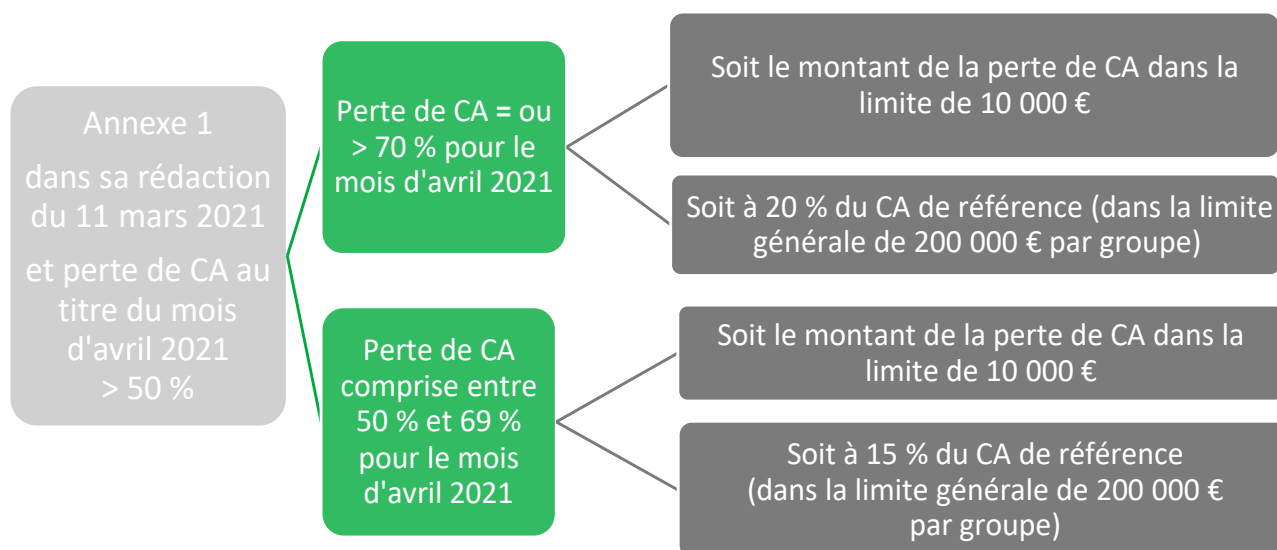 Annexe 1
dans sa rédaction
du 11 mars 2021
et perte de CA au
titre du mois
d'avril 2021
> 50 %
Perte de CA = ou
> 70 % pour le
mois d'avril 2021
Soit le montant de la perte de CA dans la
limite de 10 000 €
Soit à 20 % du CA de référence (dans la limite
générale de 200 000 € par groupe)
Perte de CA
comprise entre
50 % et 69 %
pour le mois
d'avril 2021
Soit le montant de la perte de CA dans la
limite de 10 000 €
Soit à 15 % du CA de référence
(dans la limite générale de 200 000 €
par groupe)